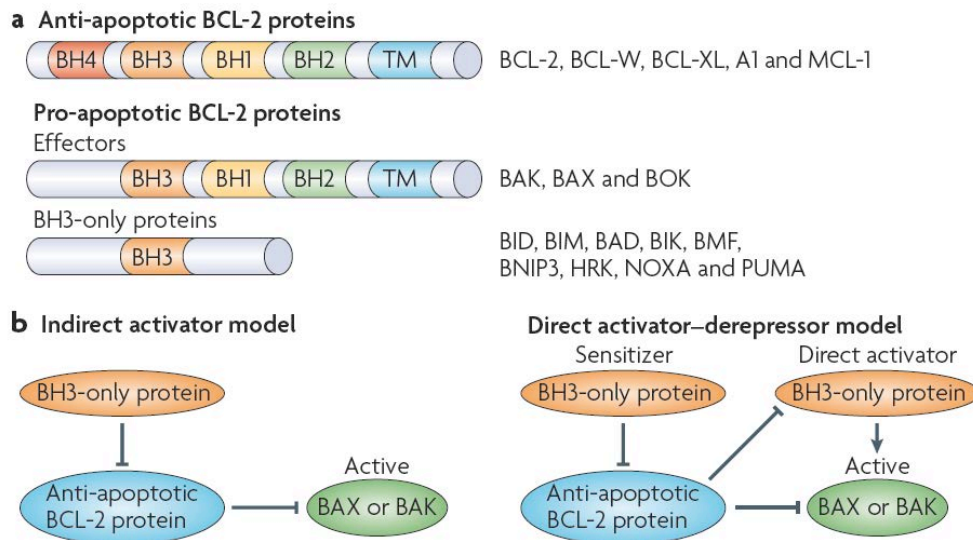 a Anti-apoptotic BCL-2 proteins
BH4 BH3 BH1 BH2 TM
BCL-2, BCL-W, BCL-XL, A1 and MCL-1
Pro-apoptotic BCL-2 proteins
Effectors
BH3 BH1 BH2 TM
BAK, BAX and BOK
BH3-only proteins
BH3
BID, BIM, BAD, BIK, BMF,
BNIP3, HRK, NOXA and PUMA
b Indirect activator model
BH3-only protein
Anti-apoptotic
BCL-2 protein
Active
BAX or BAK
Direct activator–derepressor model
Sensitizer
BH3-only protein
Direct activator
BH3-only protein
Anti-apoptotic
BCL-2 protein
Active
BAX or BAK